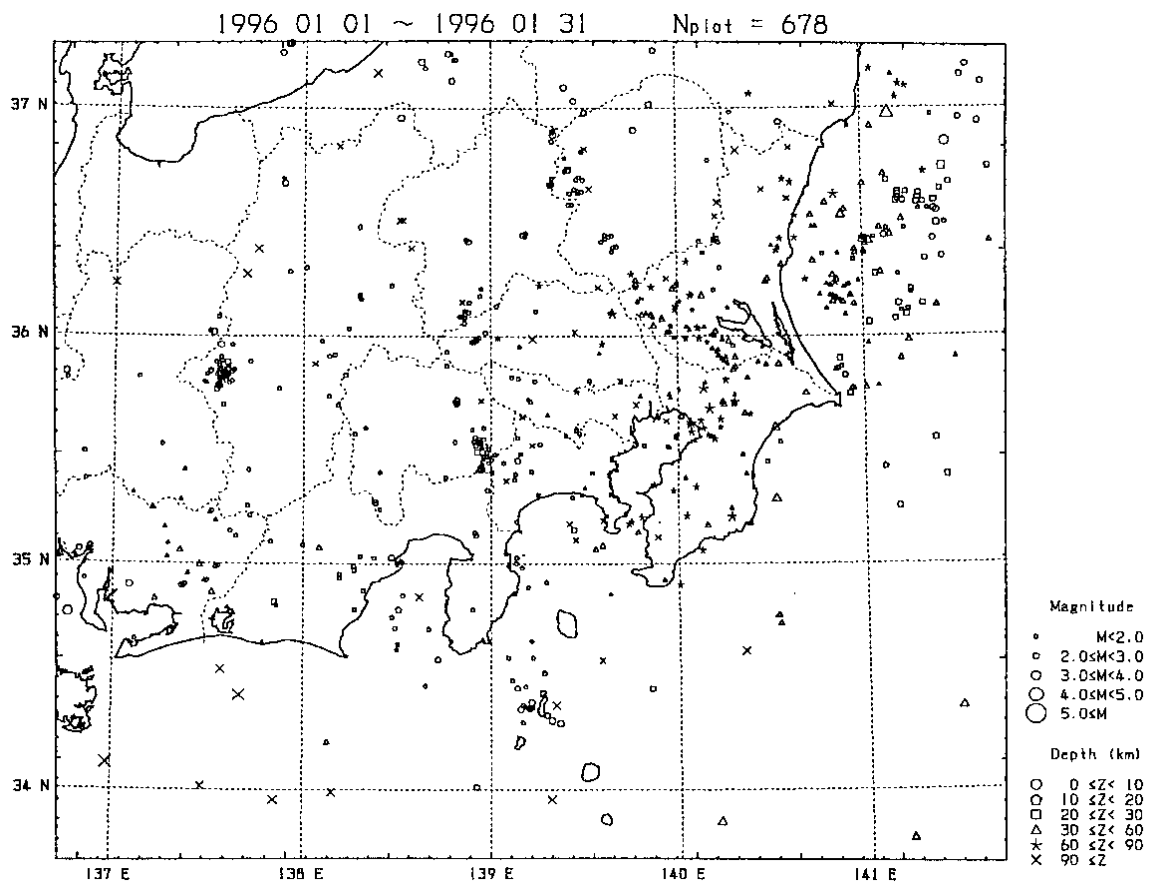 1996 01 01 ~ 1996 01 31 Nplot = 678
37 N
36 N
35 N
34 N
137 E 138 E 139 E 140 E 141 E
Magnitude
M<2.0
2.0≤M<3.0
3.0≤M<4.0
4.0≤M<5.0
5.0≤M
Depth (km)
0 ≤Z< 10
10 ≤Z< 20
20 ≤Z< 30
30 ≤Z< 60
60 ≤Z< 90
90 ≤Z